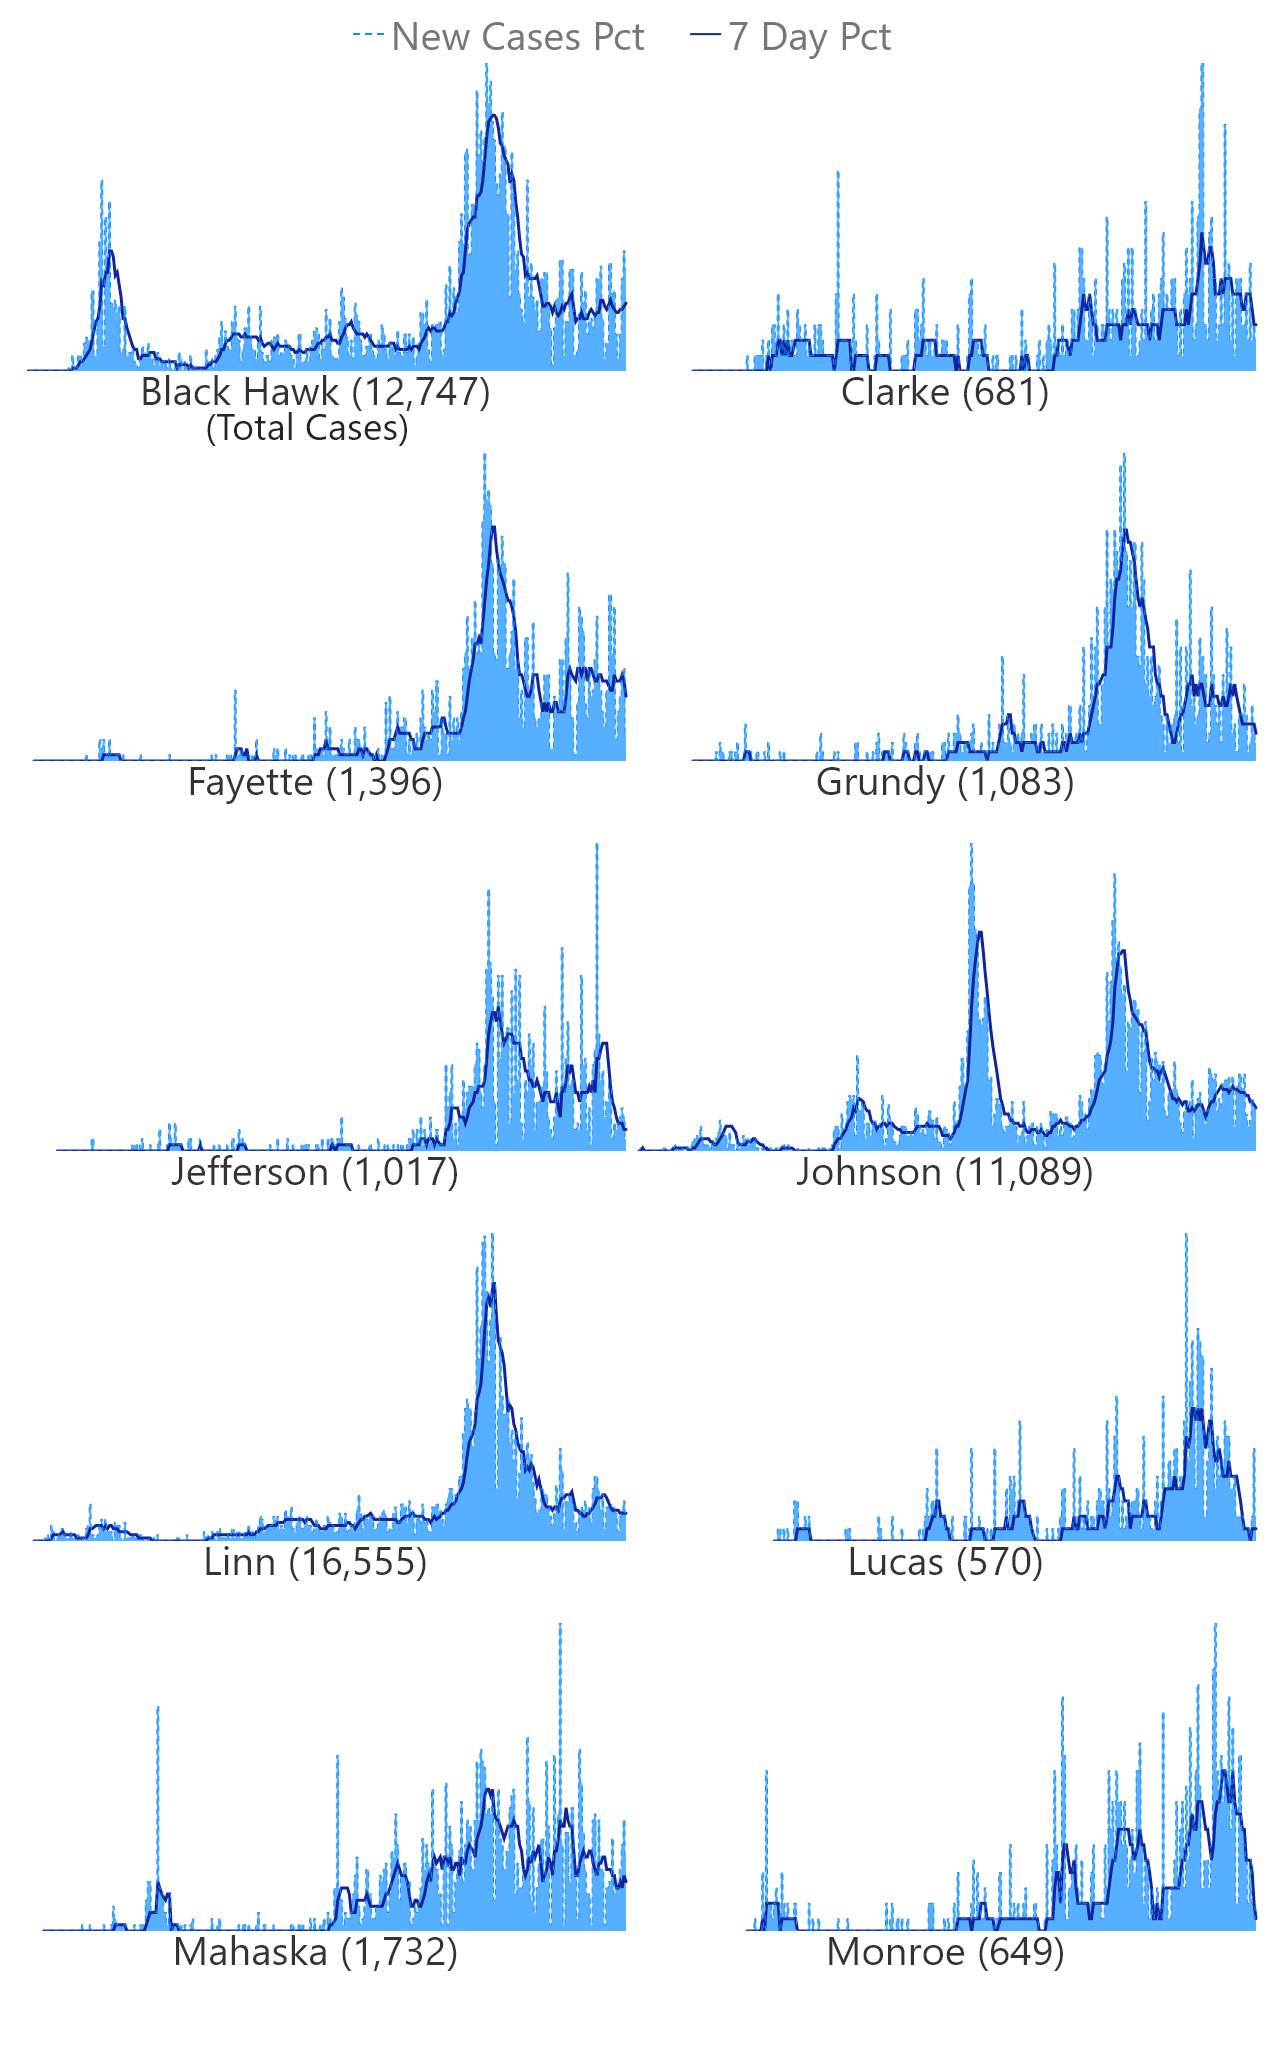 New Cases Pct 7 Day Pct
Black Hawk (12,747)
(Total Cases)
Clarke (681)
Fayette (1,396)
Grundy (1,083)
Jefferson (1,017)
Johnson (11,089)
Linn (16,555)
Lucas (570)
Mahaska (1,732)
Monroe (649)